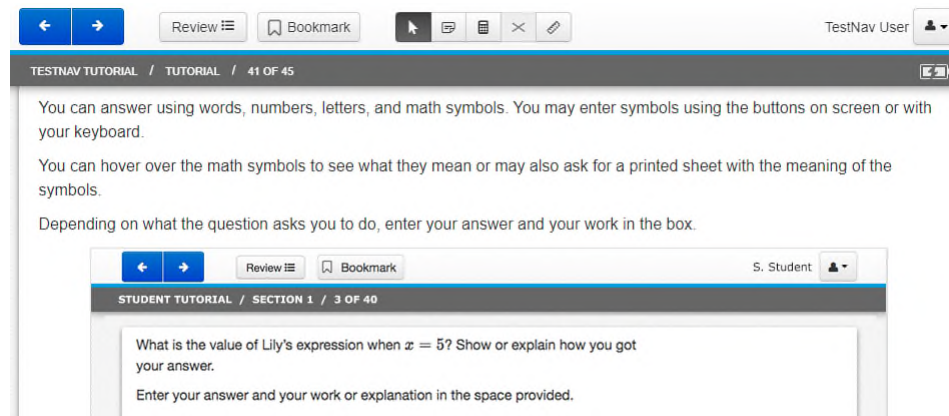 Review Bookmark TestNav User
TESTNAV TUTORIAL / TUTORIAL / 41 OF 45
You can answer using words, numbers, letters, and math symbols. You may enter symbols using the buttons on screen or with
your keyboard.
You can hover over the math symbols to see what they mean or may also ask for a printed sheet with the meaning of the
symbols.
Depending on what the question asks you to do, enter your answer and your work in the box.
Review Bookmark S. Student
STUDENT TUTORIAL / SECTION 1 / 3 OF 40
What is the value of Lily's expression when x = 5? Show or explain how you got
your answer.
Enter your answer and your work or explanation in the space provided.